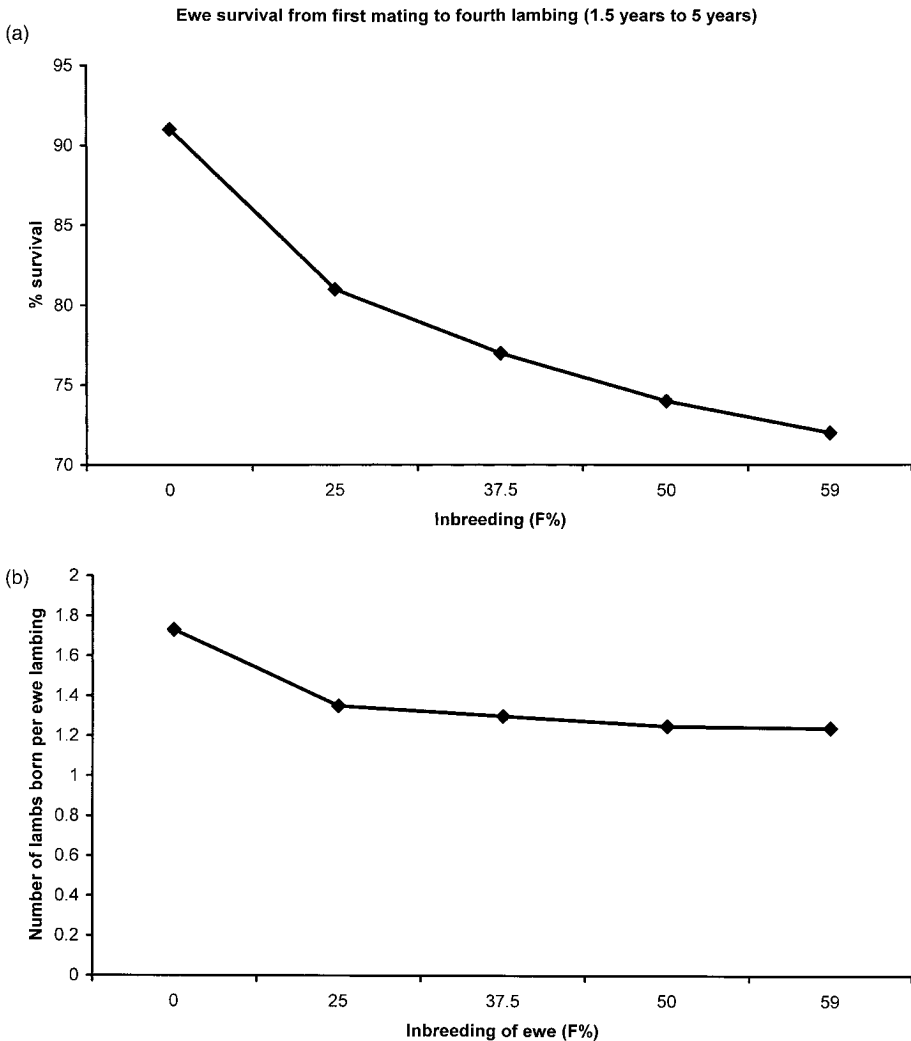 Ewe survival from first mating to fourth lambing (1.5 years to 5 years)
(a)
% survival
95
90
85
80
75
70
0 25 37.5 50 59
Inbreeding (F%)
(b)
Number of lambs born per ewe lambing
2
1.8
1.6
1.4
1.2
1
0.8
0.6
0.4
0.2
0
0 25 37.5 50 59
Inbreeding of ewe (F%)